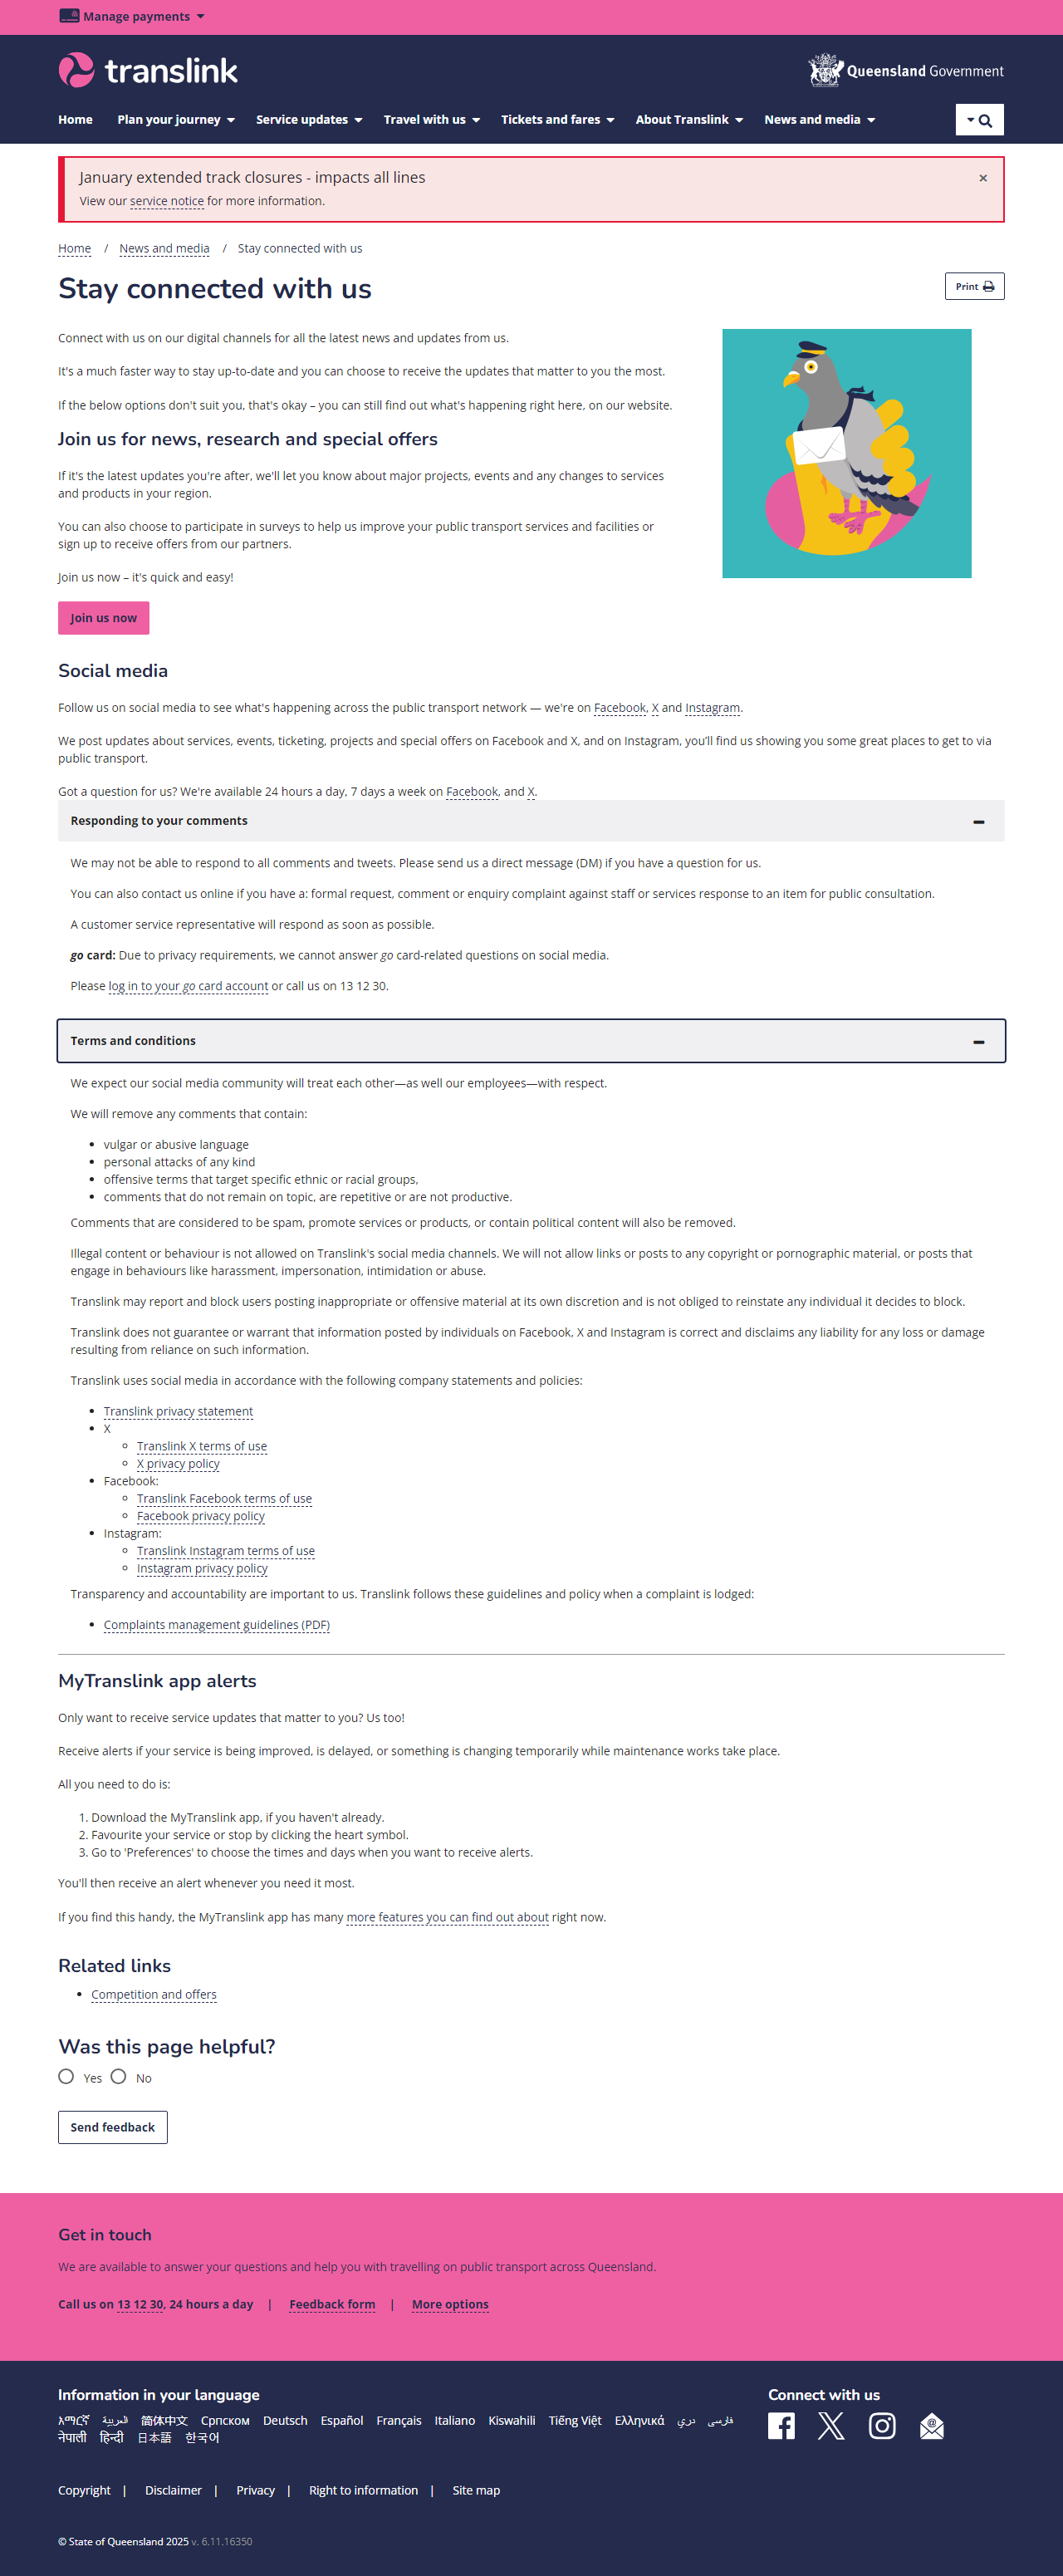 Manage payments
translink
Queensland Government
Home Plan your journey Service updates Travel with us Tickets and fares About Translink News and media
January extended track closures - impacts all lines
×
View our service notice for more information.
Home / News and media / Stay connected with us
Stay connected with us
Print
Connect with us on our digital channels for all the latest news and updates from us.
It's a much faster way to stay up-to-date and you can choose to receive the updates that matter to you the most.
If the below options don't suit you, that's okay – you can still find out what's happening right here, on our website.
Join us for news, research and special offers
If it's the latest updates you're after, we'll let you know about major projects, events and any changes to services
and products in your region.
You can also choose to participate in surveys to help us improve your public transport services and facilities or
sign up to receive offers from our partners.
Join us now – it's quick and easy!
Join us now
Social media
Follow us on social media to see what's happening across the public transport network — we're on Facebook, X and Instagram.
We post updates about services, events, ticketing, projects and special offers on Facebook and X, and on Instagram, you'll find us showing you some great places to get to via
public transport.
Got a question for us? We're available 24 hours a day, 7 days a week on Facebook, and X.
Responding to your comments
We may not be able to respond to all comments and tweets. Please send us a direct message (DM) if you have a question for us.
You can also contact us online if you have a: formal request, comment or enquiry complaint against staff or services response to an item for public consultation.
A customer service representative will respond as soon as possible.
go card: Due to privacy requirements, we cannot answer go card-related questions on social media.
Please log in to your go card account or call us on 13 12 30.
Terms and conditions
We expect our social media community will treat each other—as well our employees—with respect.
We will remove any comments that contain:
• vulgar or abusive language
• personal attacks of any kind
• offensive terms that target specific ethnic or racial groups,
• comments that do not remain on topic, are repetitive or are not productive.
Comments that are considered to be spam, promote services or products, or contain political content will also be removed.
Illegal content or behaviour is not allowed on Translink's social media channels. We will not allow links or posts to any copyright or pornographic material, or posts that
engage in behaviours like harassment, impersonation, intimidation or abuse.
Translink may report and block users posting inappropriate or offensive material at its own discretion and is not obliged to reinstate any individual it decides to block.
Translink does not guarantee or warrant that information posted by individuals on Facebook, X and Instagram is correct and disclaims any liability for any loss or damage
resulting from reliance on such information.
Translink uses social media in accordance with the following company statements and policies:
• Translink privacy statement
• X
◦ Translink X terms of use
◦ X privacy policy
• Facebook:
◦ Translink Facebook terms of use
◦ Facebook privacy policy
• Instagram:
◦ Translink Instagram terms of use
◦ Instagram privacy policy
Transparency and accountability are important to us. Translink follows these guidelines and policy when a complaint is lodged:
• Complaints management guidelines (PDF)
MyTranslink app alerts
Only want to receive service updates that matter to you? Us too!
Receive alerts if your service is being improved, is delayed, or something is changing temporarily while maintenance works take place.
All you need to do is:
1. Download the MyTranslink app, if you haven't already.
2. Favourite your service or stop by clicking the heart symbol.
3. Go to 'Preferences' to choose the times and days when you want to receive alerts.
You'll then receive an alert whenever you need it most.
If you find this handy, the MyTranslink app has many more features you can find out about right now.
Related links
• Competition and offers
Was this page helpful?
Yes No
Send feedback
Get in touch
We are available to answer your questions and help you with travelling on public transport across Queensland.
Call us on 13 12 30, 24 hours a day | Feedback form | More options
Information in your language
አማርኛ العربية 简体中文 Српском Deutsch Español Français Italiano Kiswahili Tiếng Việt Ελληνικά دري فارسی
नेपाली हिन्दी 日本語 한국어
Connect with us
Copyright | Disclaimer | Privacy | Right to information | Site map
© State of Queensland 2025 v. 6.11.16350